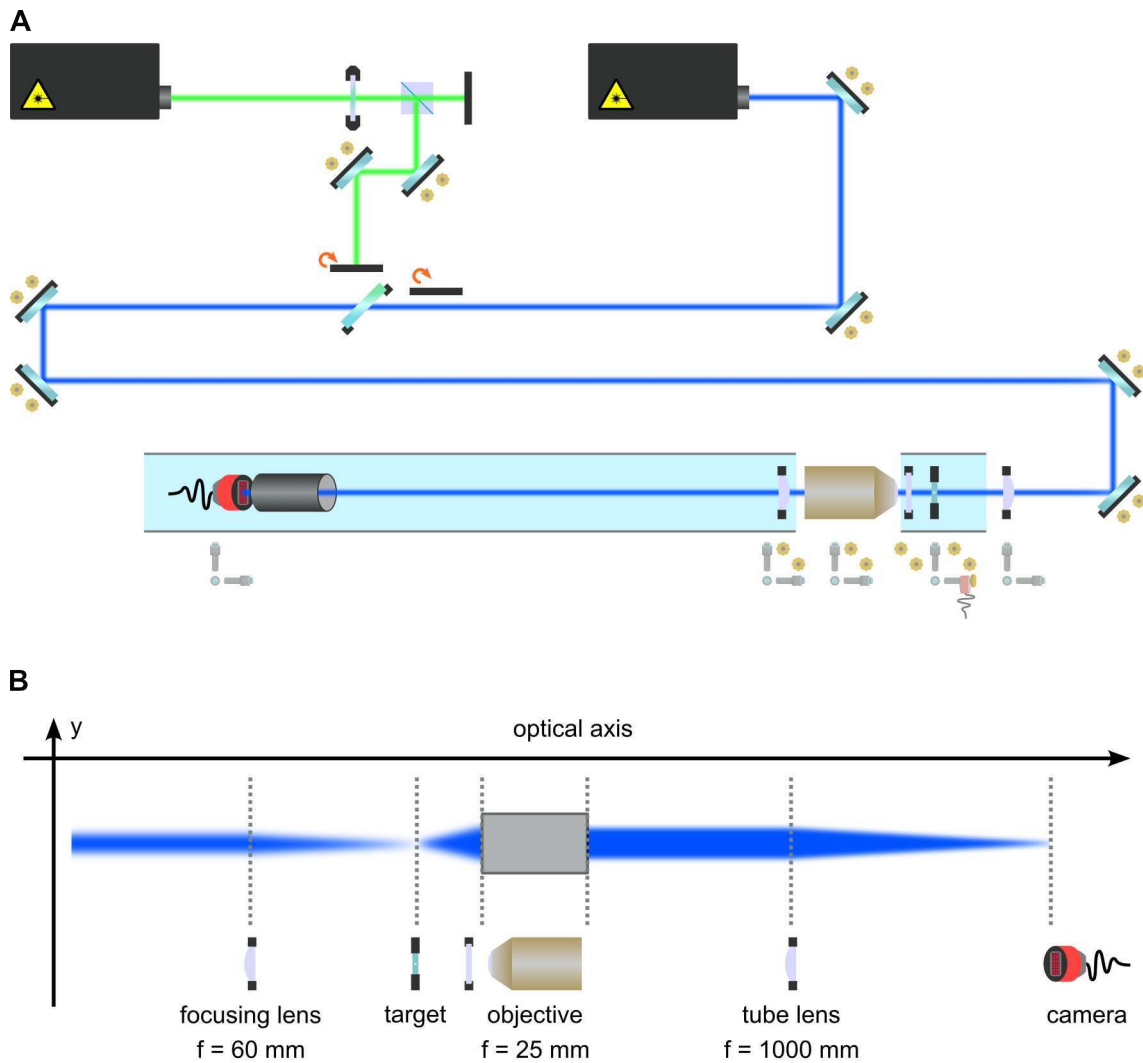 A
B
y
optical axis
focusing lens
f = 60 mm
target
objective
f = 25 mm
tube lens
f = 1000 mm
camera